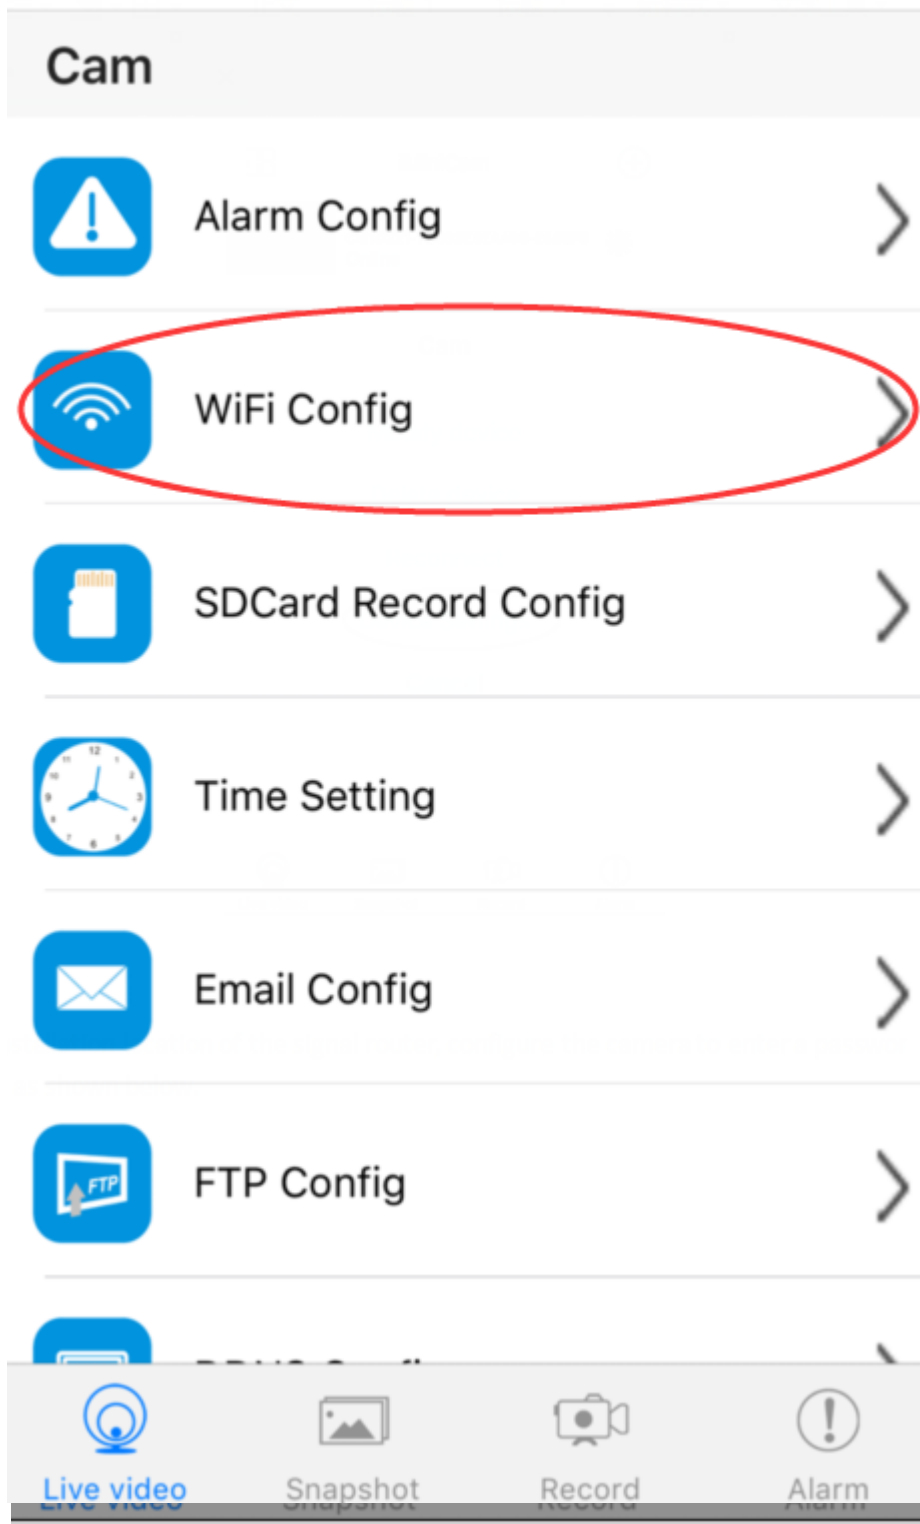 Cam
Alarm Config
WiFi Config
SDCard Record Config
Time Setting
Email Config
FTP
FTP Config
Live video
Snapshot
Record
Alarm